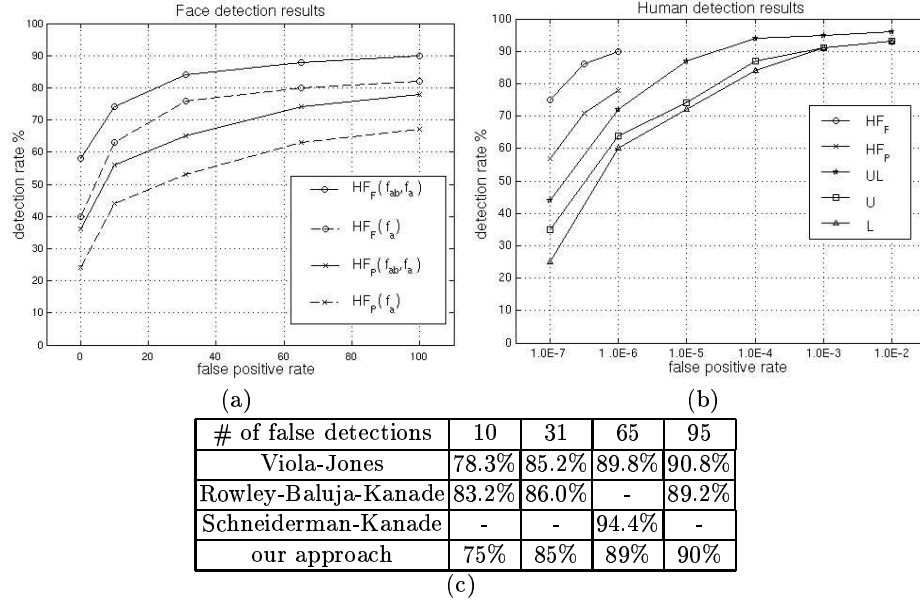 Face detection results
100
90
80
70
60
50
40
30
20
10
0
detection rate %
0 20 40 60 80 100
false positive rate
HF_F(f_ab,f_a)
HF_F(f_a)
HF_P(f_ab,f_a)
HF_P(f_a)
(a)
Human detection results
100
90
80
70
60
50
40
30
20
10
0
detection rate %
1.0E-7 1.0E-6 1.0E-5 1.0E-4 1.0E-3 1.0E-2
false positive rate
HF_F
HF_P
UL
U
L
(b)
# of false detections 10 31 65 95
Viola-Jones 78.3% 85.2% 89.8% 90.8%
Rowley-Baluja-Kanade 83.2% 86.0% - 89.2%
Schneiderman-Kanade - - 94.4% -
our approach 75% 85% 89% 90%
(c)